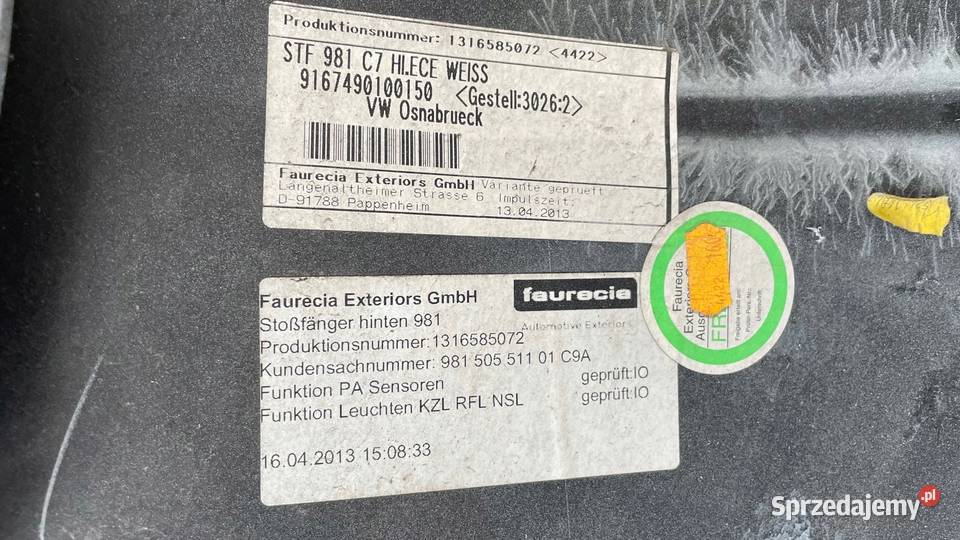 Produktionsnummer: 1316585072 <4422>
STF 981 C7 HI.ECE WEISS
9167490100150 <Gestell:3026:2>
VW Osnabrueck
Faurecia Exteriors GmbH Variante geprueft
Langenaltheimer Strasse 6 Impulszeit:
D-91788 Pappenheim 13.04.2013
Faurecia Exteriors GmbH
faurecia
Automotive Exteriors
Stoßfänger hinten 981
Produktionsnummer:1316585072
Kundensachnummer: 981 505 511 01 C9A
Funktion PA Sensoren geprüft:IO
Funktion Leuchten KZL RFL NSL geprüft:IO
16.04.2013 15:08:33
Faurecia
Sprzedajemy.pl